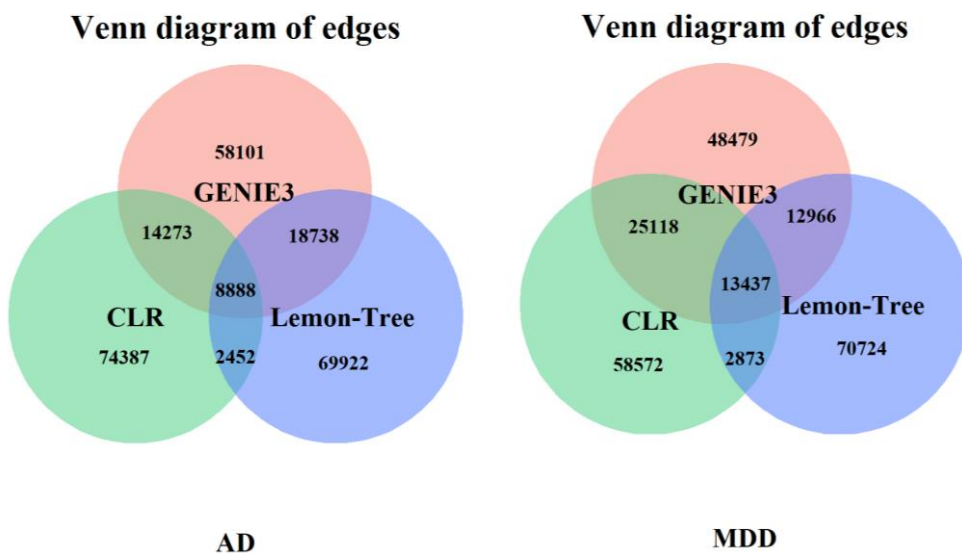 Venn diagram of edges
58101
GENIE3
14273
18738
8888
CLR
Lemon-Tree
74387
2452
69922
AD
Venn diagram of edges
48479
GENIE3
25118
12966
13437
CLR
Lemon-Tree
58572
2873
70724
MDD